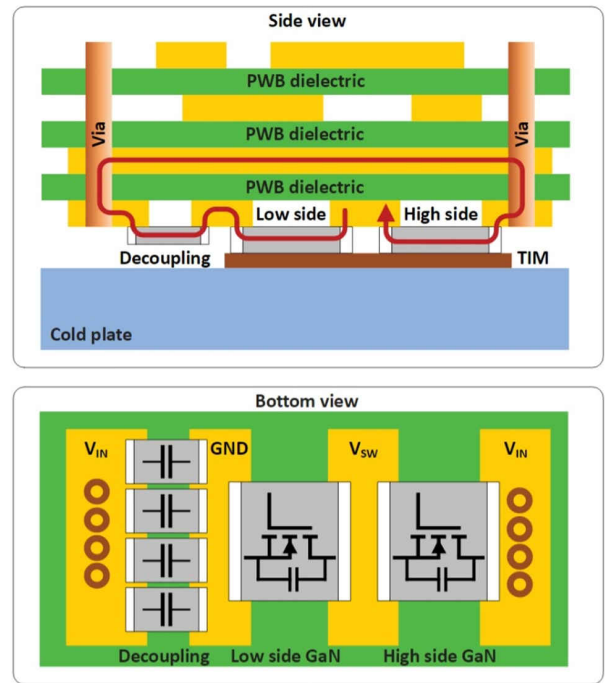 Side view
PWB dielectric
PWB dielectric
Via
Via
PWB dielectric
Low side
High side
Decoupling
TIM
Cold plate
Bottom view
VIN
GND
VSW
VIN
Decoupling
Low side GaN
High side GaN